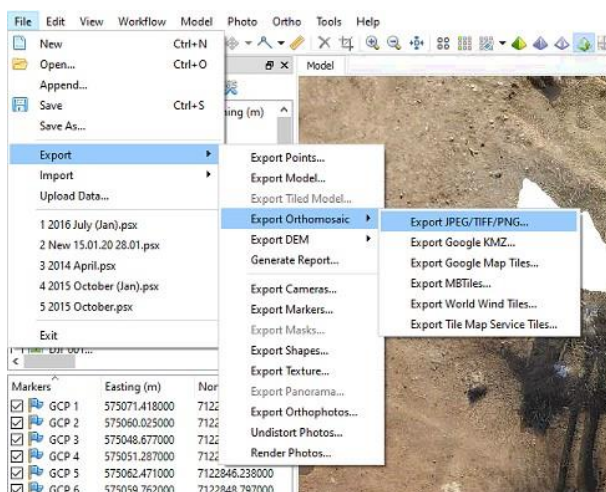 File Edit View Workflow Model Photo Ortho Tools Help
New Ctrl+N
Open... Ctrl+O
Append...
Save Ctrl+S
Save As...
Export
Import
Upload Data...
1 2016 July (Jan).psx
2 New 15.01.20 28.01.psx
3 2014 April.psx
4 2015 October (Jan).psx
5 2015 October.psx
Exit
Model
(m)
Export Points...
Export Model...
Export Tiled Model...
Export Orthomosaic
Export DEM
Generate Report...
Export Cameras...
Export Markers...
Export Masks...
Export Shapes...
Export Texture...
Export Panorama...
Export Orthophotos...
Undistort Photos...
Render Photos...
Export JPEG/TIFF/PNG...
Export Google KMZ...
Export Google Map Tiles...
Export MBTiles...
Export World Wind Tiles...
Export Tile Map Service Tiles...
Markers Easting (m) Nor
GCP 1 575071.418000 7122
GCP 2 575060.025000 7122
GCP 3 575048.677000 7122
GCP 4 575051.287000 7122
GCP 5 575062.471000 7122846.238000
GCP 6 575059.762000 7122848.797000